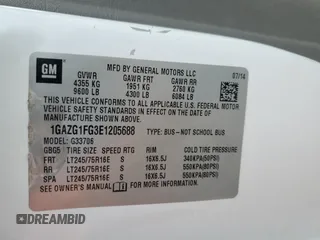 GM
MFD BY GENERAL MOTORS LLC
07/14
GVWR GAWR FRT GAWR RR
4355 KG 1951 KG 2760 KG
9600 LB 4300 LB 6084 LB
THIS VEHICLE CONFORMS TO ALL APPLICABLE U.S. FEDERAL
MOTOR VEHICLE SAFETY STANDARDS IN EFFECT ON THE DATE
OF MANUFACTURE SHOWN ABOVE.
1GAZG1FG3E1205688 TYPE: BUS–NOT SCHOOL BUS
MODEL: G33706
GBG5 TIRE SIZE SPEED RTG RIM COLD TIRE PRESSURE
FRT LT245/75R16E S 16X6.5J 340KPA(50PSI)
RR LT245/75R16E S 16X6.5J 550KPA(80PSI)
SPA LT245/75R16E S 16X6.5J 550KPA(80PSI)
SEE OWNER'S MANUAL
DREAMBID